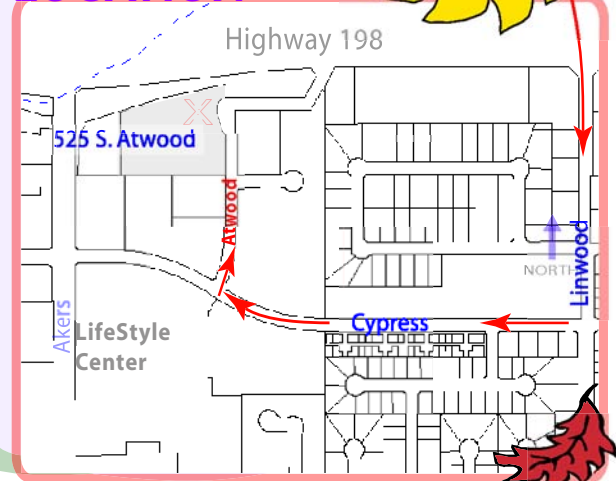 Highway 198
525 S. Atwood
Atwood
Linwood
NORTH
Cypress
Akers
LifeStyle
Center